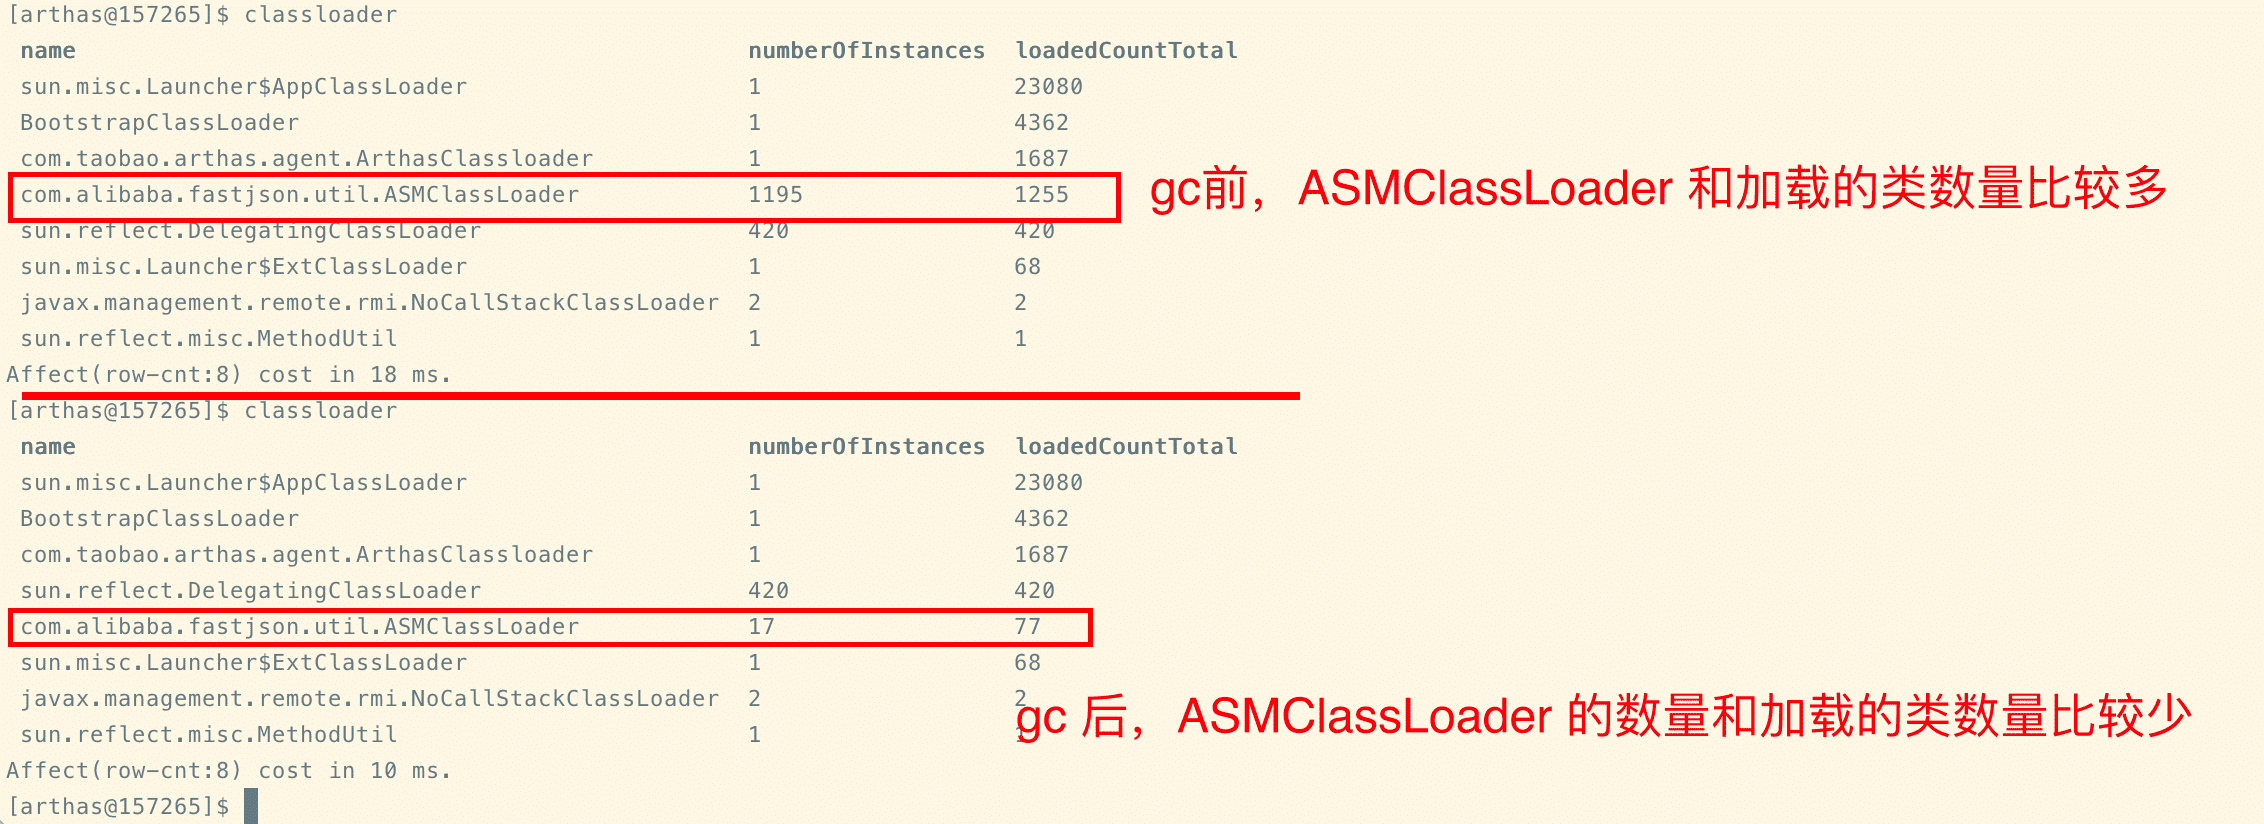 [arthas@157265]$ classloader
name numberOfInstances loadedCountTotal
sun.misc.Launcher$AppClassLoader 1 23080
BootstrapClassLoader 1 4362
com.taobao.arthas.agent.ArthasClassloader 1 1687
com.alibaba.fastjson.util.ASMClassLoader 1195 1255
gc前，ASMClassLoader 和加载的类数量比较多
sun.reflect.DelegatingClassLoader 420 420
sun.misc.Launcher$ExtClassLoader 1 68
javax.management.remote.rmi.NoCallStackClassLoader 2 2
sun.reflect.misc.MethodUtil 1 1
Affect(row-cnt:8) cost in 18 ms.
[arthas@157265]$ classloader
name numberOfInstances loadedCountTotal
sun.misc.Launcher$AppClassLoader 1 23080
BootstrapClassLoader 1 4362
com.taobao.arthas.agent.ArthasClassloader 1 1687
sun.reflect.DelegatingClassLoader 420 420
com.alibaba.fastjson.util.ASMClassLoader 17 77
sun.misc.Launcher$ExtClassLoader 1 68
javax.management.remote.rmi.NoCallStackClassLoader 2 2
gc 后，ASMClassLoader 的数量和加载的类数量比较少
sun.reflect.misc.MethodUtil 1 1
Affect(row-cnt:8) cost in 10 ms.
[arthas@157265]$